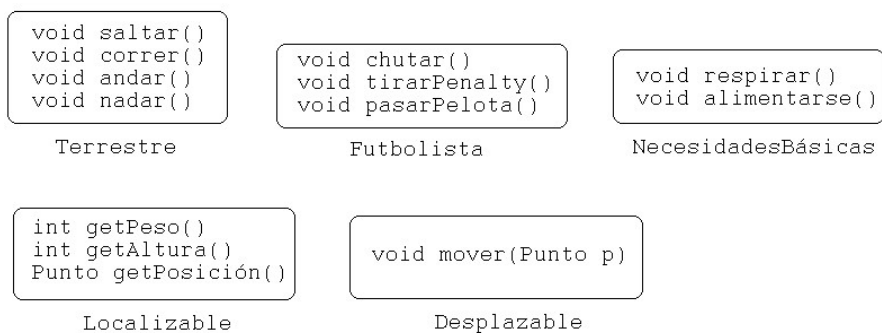 void saltar()
void correr()
void andar()
void nadar()
Terrestre
void chutar()
void tirarPenalty()
void pasarPelota()
Futbolista
void respirar()
void alimentarse()
NecesidadesBásicas
int getPeso()
int getAltura()
Punto getPosición()
Localizable
void mover(Punto p)
Desplazable